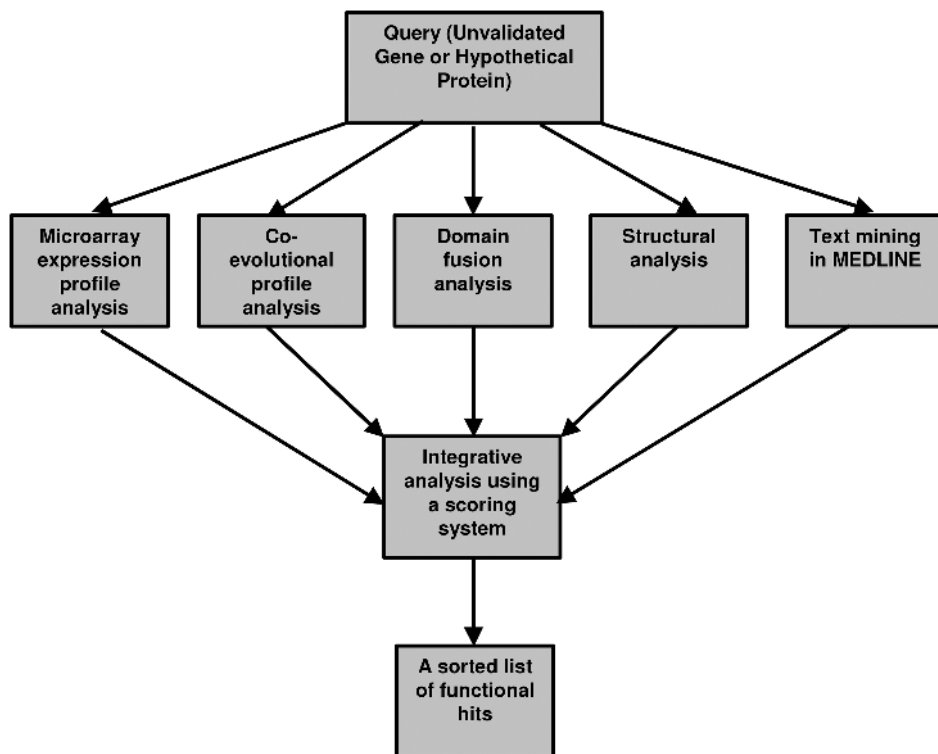 Query (Unvalidated
Gene or Hypothetical
Protein)
Microarray
expression
profile
analysis
Co-
evolutional
profile
analysis
Domain
fusion
analysis
Structural
analysis
Text mining
in MEDLINE
Integrative
analysis using
a scoring
system
A sorted list
of functional
hits